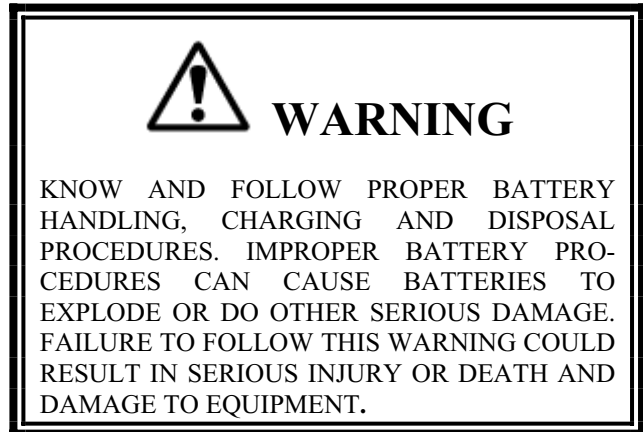 WARNING
KNOW AND FOLLOW PROPER BATTERY
HANDLING, CHARGING AND DISPOSAL
PROCEDURES. IMPROPER BATTERY PRO-
CEDURES CAN CAUSE BATTERIES TO
EXPLODE OR DO OTHER SERIOUS DAMAGE.
FAILURE TO FOLLOW THIS WARNING COULD
RESULT IN SERIOUS INJURY OR DEATH AND
DAMAGE TO EQUIPMENT.